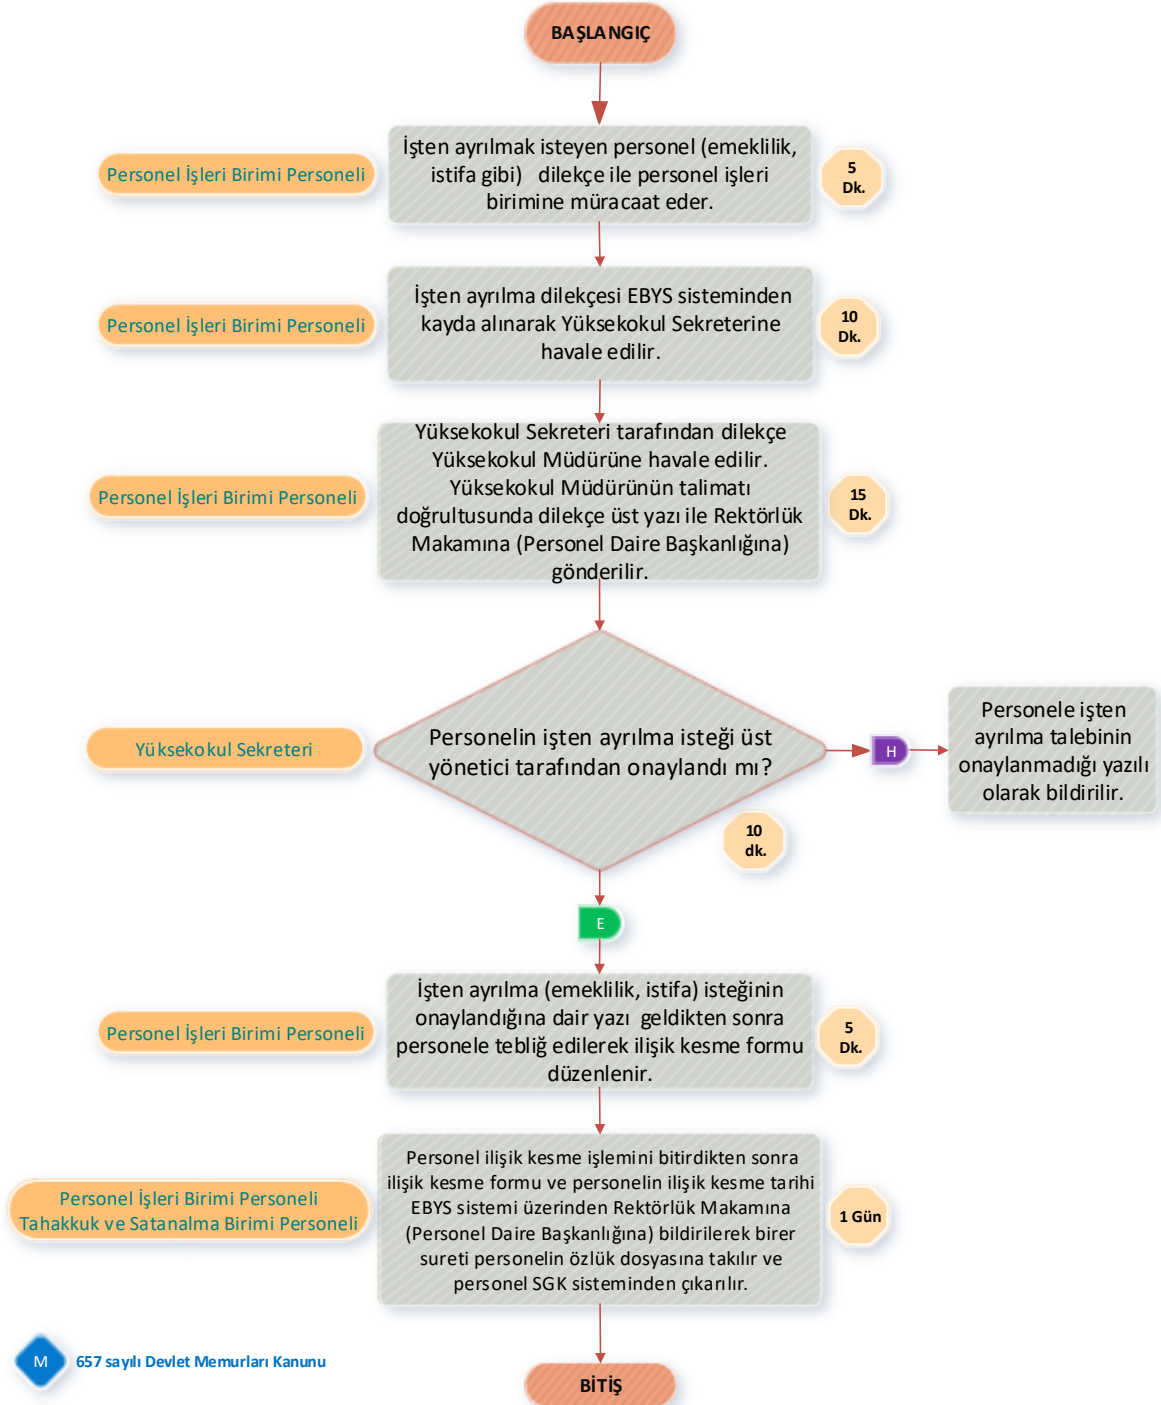 BAŞLANGIÇ
Personel İşleri Birimi Personeli
İşten ayrılmak isteyen personel (emeklilik,
istifa gibi) dilekçe ile personel işleri
birimine müracaat eder.
5
Dk.
Personel İşleri Birimi Personeli
İşten ayrılma dilekçesi EBYS sisteminden
kayda alınarak Yüksekokul Sekreterine
havale edilir.
10
Dk.
Personel İşleri Birimi Personeli
Yüksekokul Sekreteri tarafından dilekçe
Yüksekokul Müdürüne havale edilir.
Yüksekokul Müdürünün talimatı
doğrultusunda dilekçe üst yazı ile Rektörlük
Makamına (Personel Daire Başkanlığına)
gönderilir.
15
Dk.
Yüksekokul Sekreteri
Personelin işten ayrılma isteği üst
yönetici tarafından onaylandı mı?
10
dk.
H
Personele işten
ayrılma talebinin
onaylanmadığı yazılı
olarak bildirilir.
E
Personel İşleri Birimi Personeli
İşten ayrılma (emeklilik, istifa) isteğinin
onaylandığına dair yazı geldikten sonra
personele tebliğ edilerek ilişik kesme formu
düzenlenir.
5
Dk.
Personel İşleri Birimi Personeli
Tahakkuk ve Satanalma Birimi Personeli
Personel ilişik kesme işlemini bitirdikten sonra
ilişik kesme formu ve personelin ilişik kesme tarihi
EBYS sistemi üzerinden Rektörlük Makamına
(Personel Daire Başkanlığına) bildirilerek birer
sureti personelin özlük dosyasına takılır ve
personel SGK sisteminden çıkarılır.
1 Gün
M
657 sayılı Devlet Memurları Kanunu
BİTİŞ